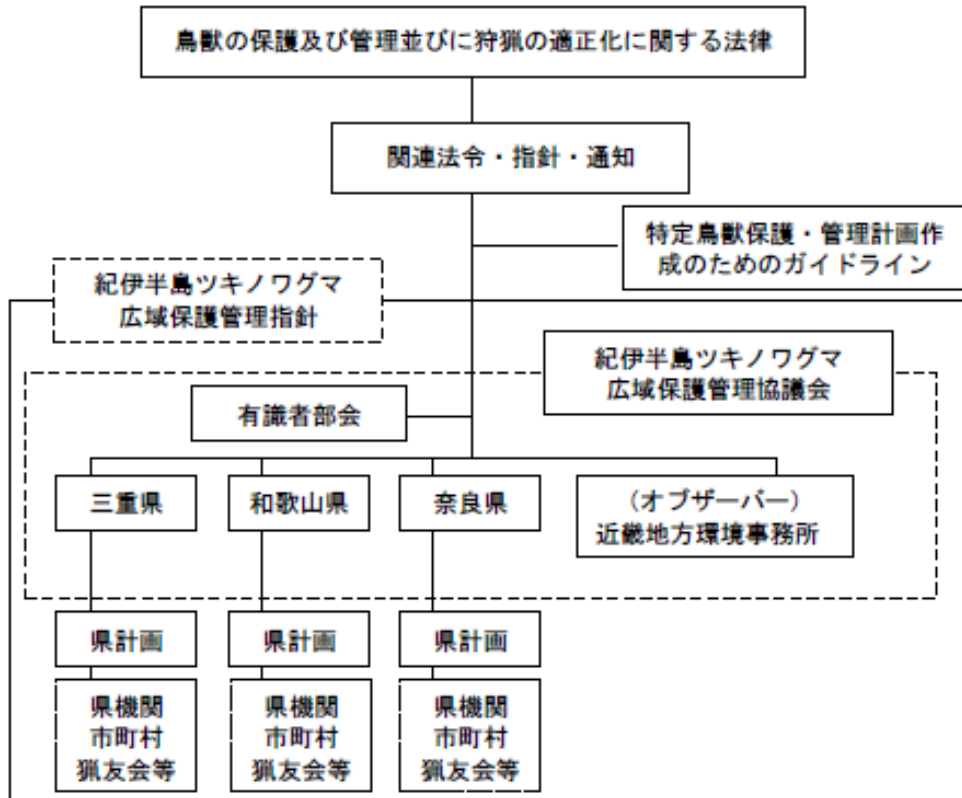 鳥獣の保護及び管理並びに狩猟の適正化に関する法律
関連法令・指針・通知
特定鳥獣保護・管理計画作
成のためのガイドライン
紀伊半島ツキノワグマ
広域保護管理指針
紀伊半島ツキノワグマ
広域保護管理協議会
有識者部会
三重県
和歌山県
奈良県
（オブザーバー）
近畿地方環境事務所
県計画
県計画
県計画
県機関
市町村
猟友会等
県機関
市町村
猟友会等
県機関
市町村
猟友会等